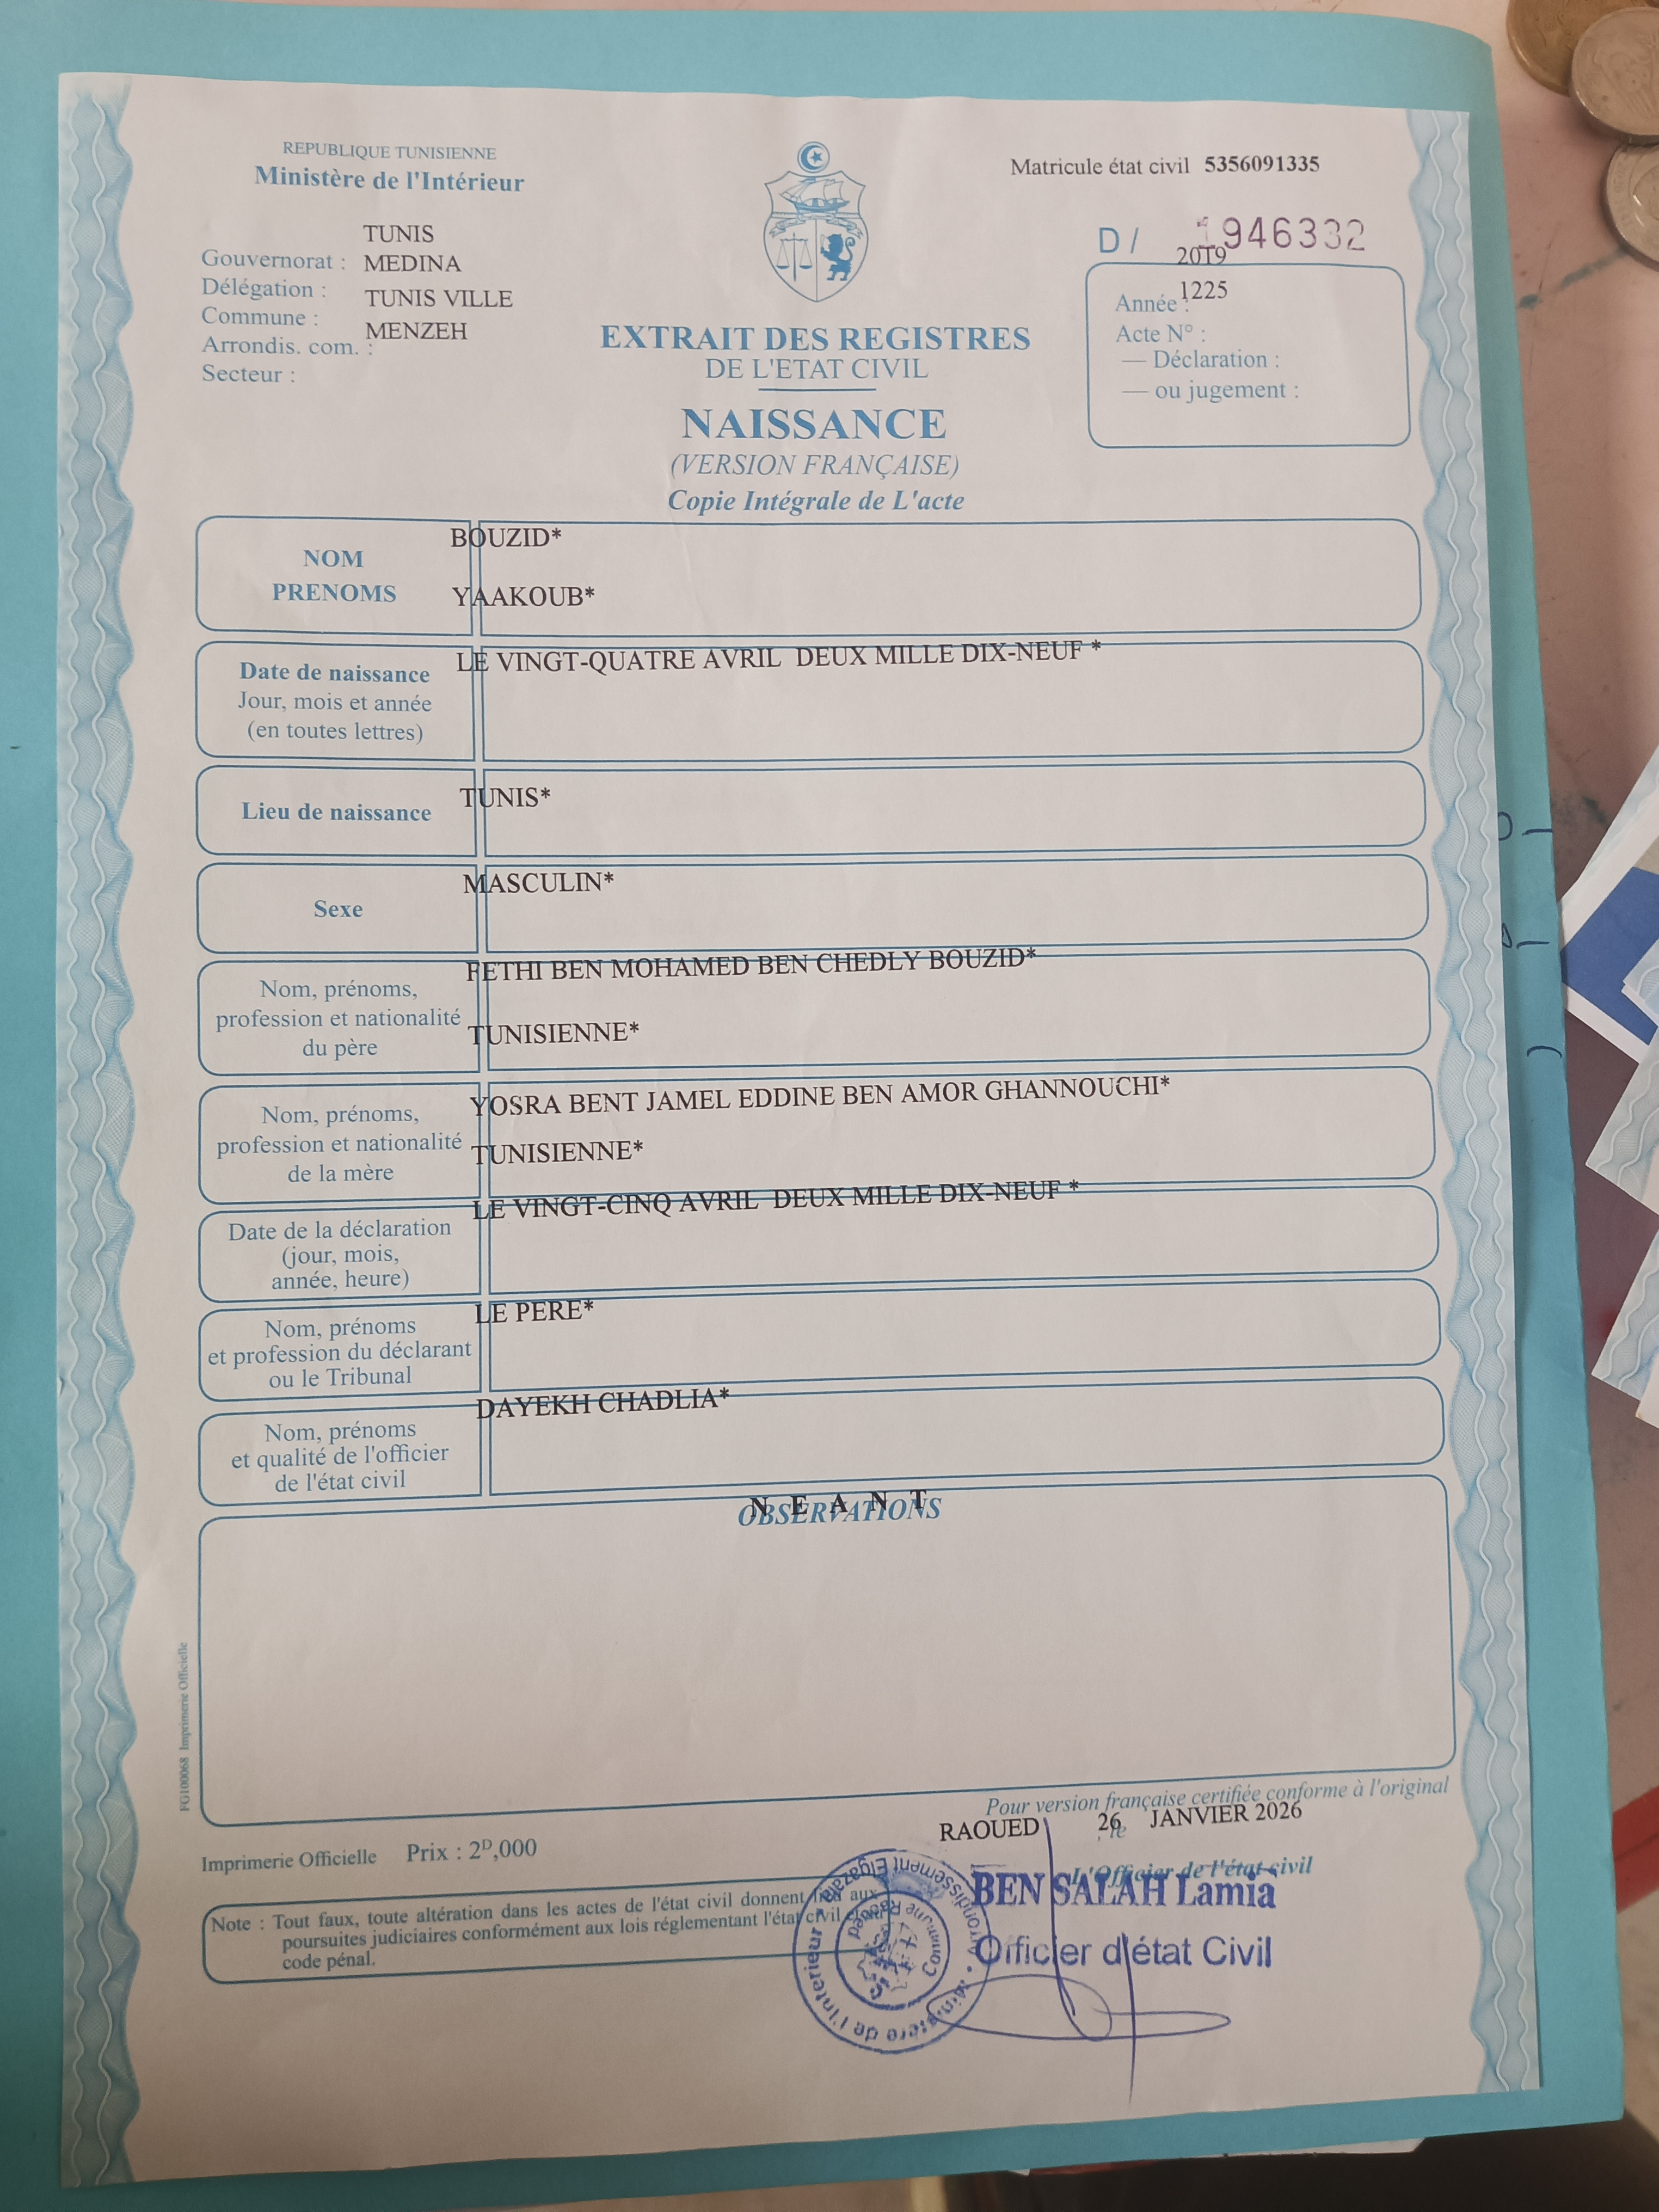 REPUBLIQUE TUNISIENNE
Ministère de l'Intérieur
Matricule état civil 5356091335
D / 1946332
TUNIS
Gouvernorat : MEDINA
Délégation : TUNIS VILLE
Commune : MENZEH
Arrondis. com. :
Secteur :
2019
Année : 1225
Acte N° :
— Déclaration :
— ou jugement :
EXTRAIT DES REGISTRES
DE L'ETAT CIVIL
NAISSANCE
(VERSION FRANÇAISE)
Copie Intégrale de L'acte
NOM BOUZID*
PRENOMS YAAKOUB*
Date de naissance
Jour, mois et année
(en toutes lettres)
LE VINGT-QUATRE AVRIL DEUX MILLE DIX-NEUF *
Lieu de naissance TUNIS*
Sexe MASCULIN*
Nom, prénoms,
profession et nationalité
du père
FETHI BEN MOHAMED BEN CHEDLY BOUZID*
TUNISIENNE*
Nom, prénoms,
profession et nationalité
de la mère
YOSRA BENT JAMEL EDDINE BEN AMOR GHANNOUCHI*
TUNISIENNE*
Date de la déclaration
(jour, mois,
année, heure)
LE VINGT-CINQ AVRIL DEUX MILLE DIX-NEUF *
Nom, prénoms
et profession du déclarant
ou le Tribunal
LE PERE*
Nom, prénoms
et qualité de l'officier
de l'état civil
DAYEKH CHADLIA*
OBSERVATIONS
N E A N T
FG100068 Imprimerie Officielle
Pour version française certifiée conforme à l'original
RAOUED , le 26 JANVIER 2026
Imprimerie Officielle Prix : 2ᴰ,000
L'Officier de l'état civil
BEN SALAH Lamia
Officier d'état Civil
Note : Tout faux, toute altération dans les actes de l'état civil donnent lieu aux
poursuites judiciaires conformément aux lois réglementant l'état civil et au
code pénal.
Ministère de l'Intérieur
Arrondissement Elgazala
Commune Raoued